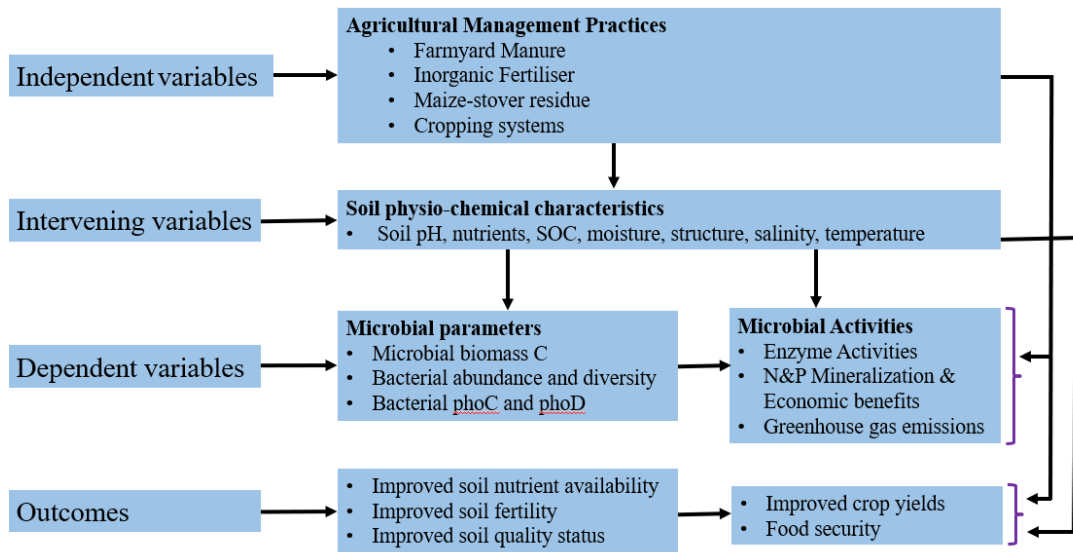 Agricultural Management Practices
• Farmyard Manure
• Inorganic Fertiliser
• Maize-stover residue
• Cropping systems
Independent variables
Intervening variables
Soil physio-chemical characteristics
• Soil pH, nutrients, SOC, moisture, structure, salinity, temperature
Dependent variables
Microbial parameters
• Microbial biomass C
• Bacterial abundance and diversity
• Bacterial phoC and phoD
Microbial Activities
• Enzyme Activities
• N&P Mineralization &
Economic benefits
• Greenhouse gas emissions
Outcomes
• Improved soil nutrient availability
• Improved soil fertility
• Improved soil quality status
• Improved crop yields
• Food security